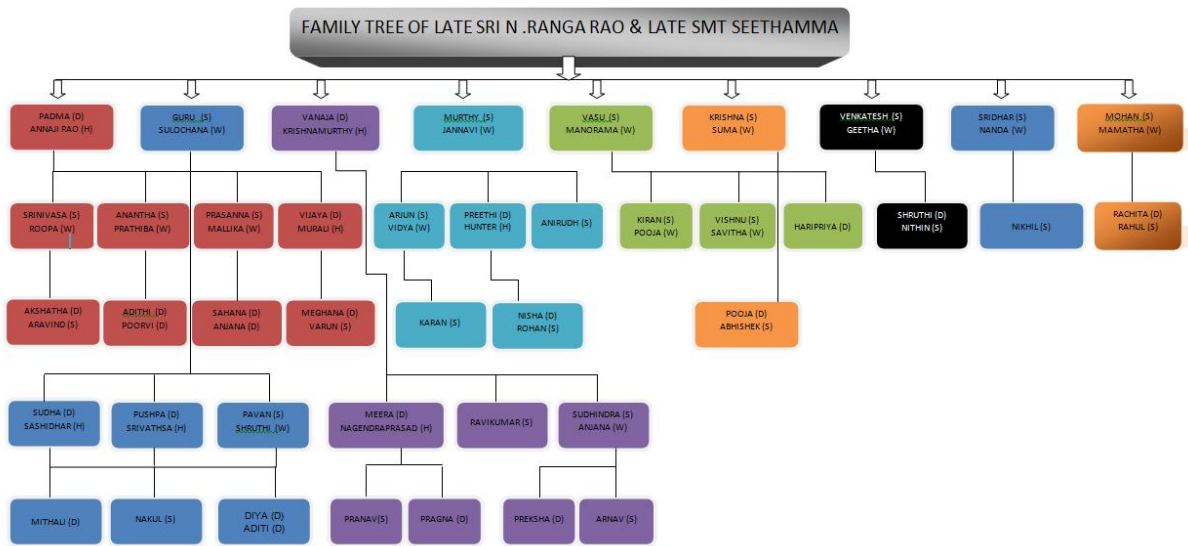 FAMILY TREE OF LATE SRI N .RANGA RAO & LATE SMT SEETHAMMA
PADMA (D)
ANNAJI RAO (H)
GURU (S)
SULOCHANA (W)
VANAJA (D)
KRISHNAMURTHY (H)
MURTHY (S)
JANNAVI (W)
VASU (S)
MANORAMA (W)
KRISHNA (S)
SUMA (W)
VENKATESH (S)
GEETHA (W)
SRIDHAR (S)
NANDA (W)
MOHAN (S)
MAMATHA (W)
SRINIVASA (S)
ROOPA (W)
ANANTHA (S)
PRATHIBA (W)
PRASANNA (S)
MALLIKA (W)
VIJAYA (D)
MURALI (H)
ARJUN (S)
VIDYA (W)
PREETHI (D)
HUNTER (H)
ANIRUDH (S)
KIRAN (S)
POOJA (W)
VISHNU (S)
SAVITHA (W)
HARIPRIYA (D)
SHRUTHI (D)
NITHIN (S)
NIKHIL (S)
RACHITA (D)
RAHUL (S)
AKSHATHA (D)
ARAVIND (S)
ADITHI (D)
POORVI (D)
SAHANA (D)
ANJANA (D)
MEGHANA (D)
VARUN (S)
KARAN (S)
NISHA (D)
ROHAN (S)
POOJA (D)
ABHISHEK (S)
SUDHA (D)
SASHIDHAR (H)
PUSHPA (D)
SRIVATHSA (H)
PAVAN (S)
SHRUTHI (W)
MEERA (D)
NAGENDRAPRASAD (H)
RAVIKUMAR (S)
SUDHINDRA (S)
ANJANA (W)
MITHALI (D)
NAKUL (S)
DIYA (D)
ADITI (D)
PRANAV(S)
PRAGNA (D)
PREKSHA (D)
ARNAV (S)